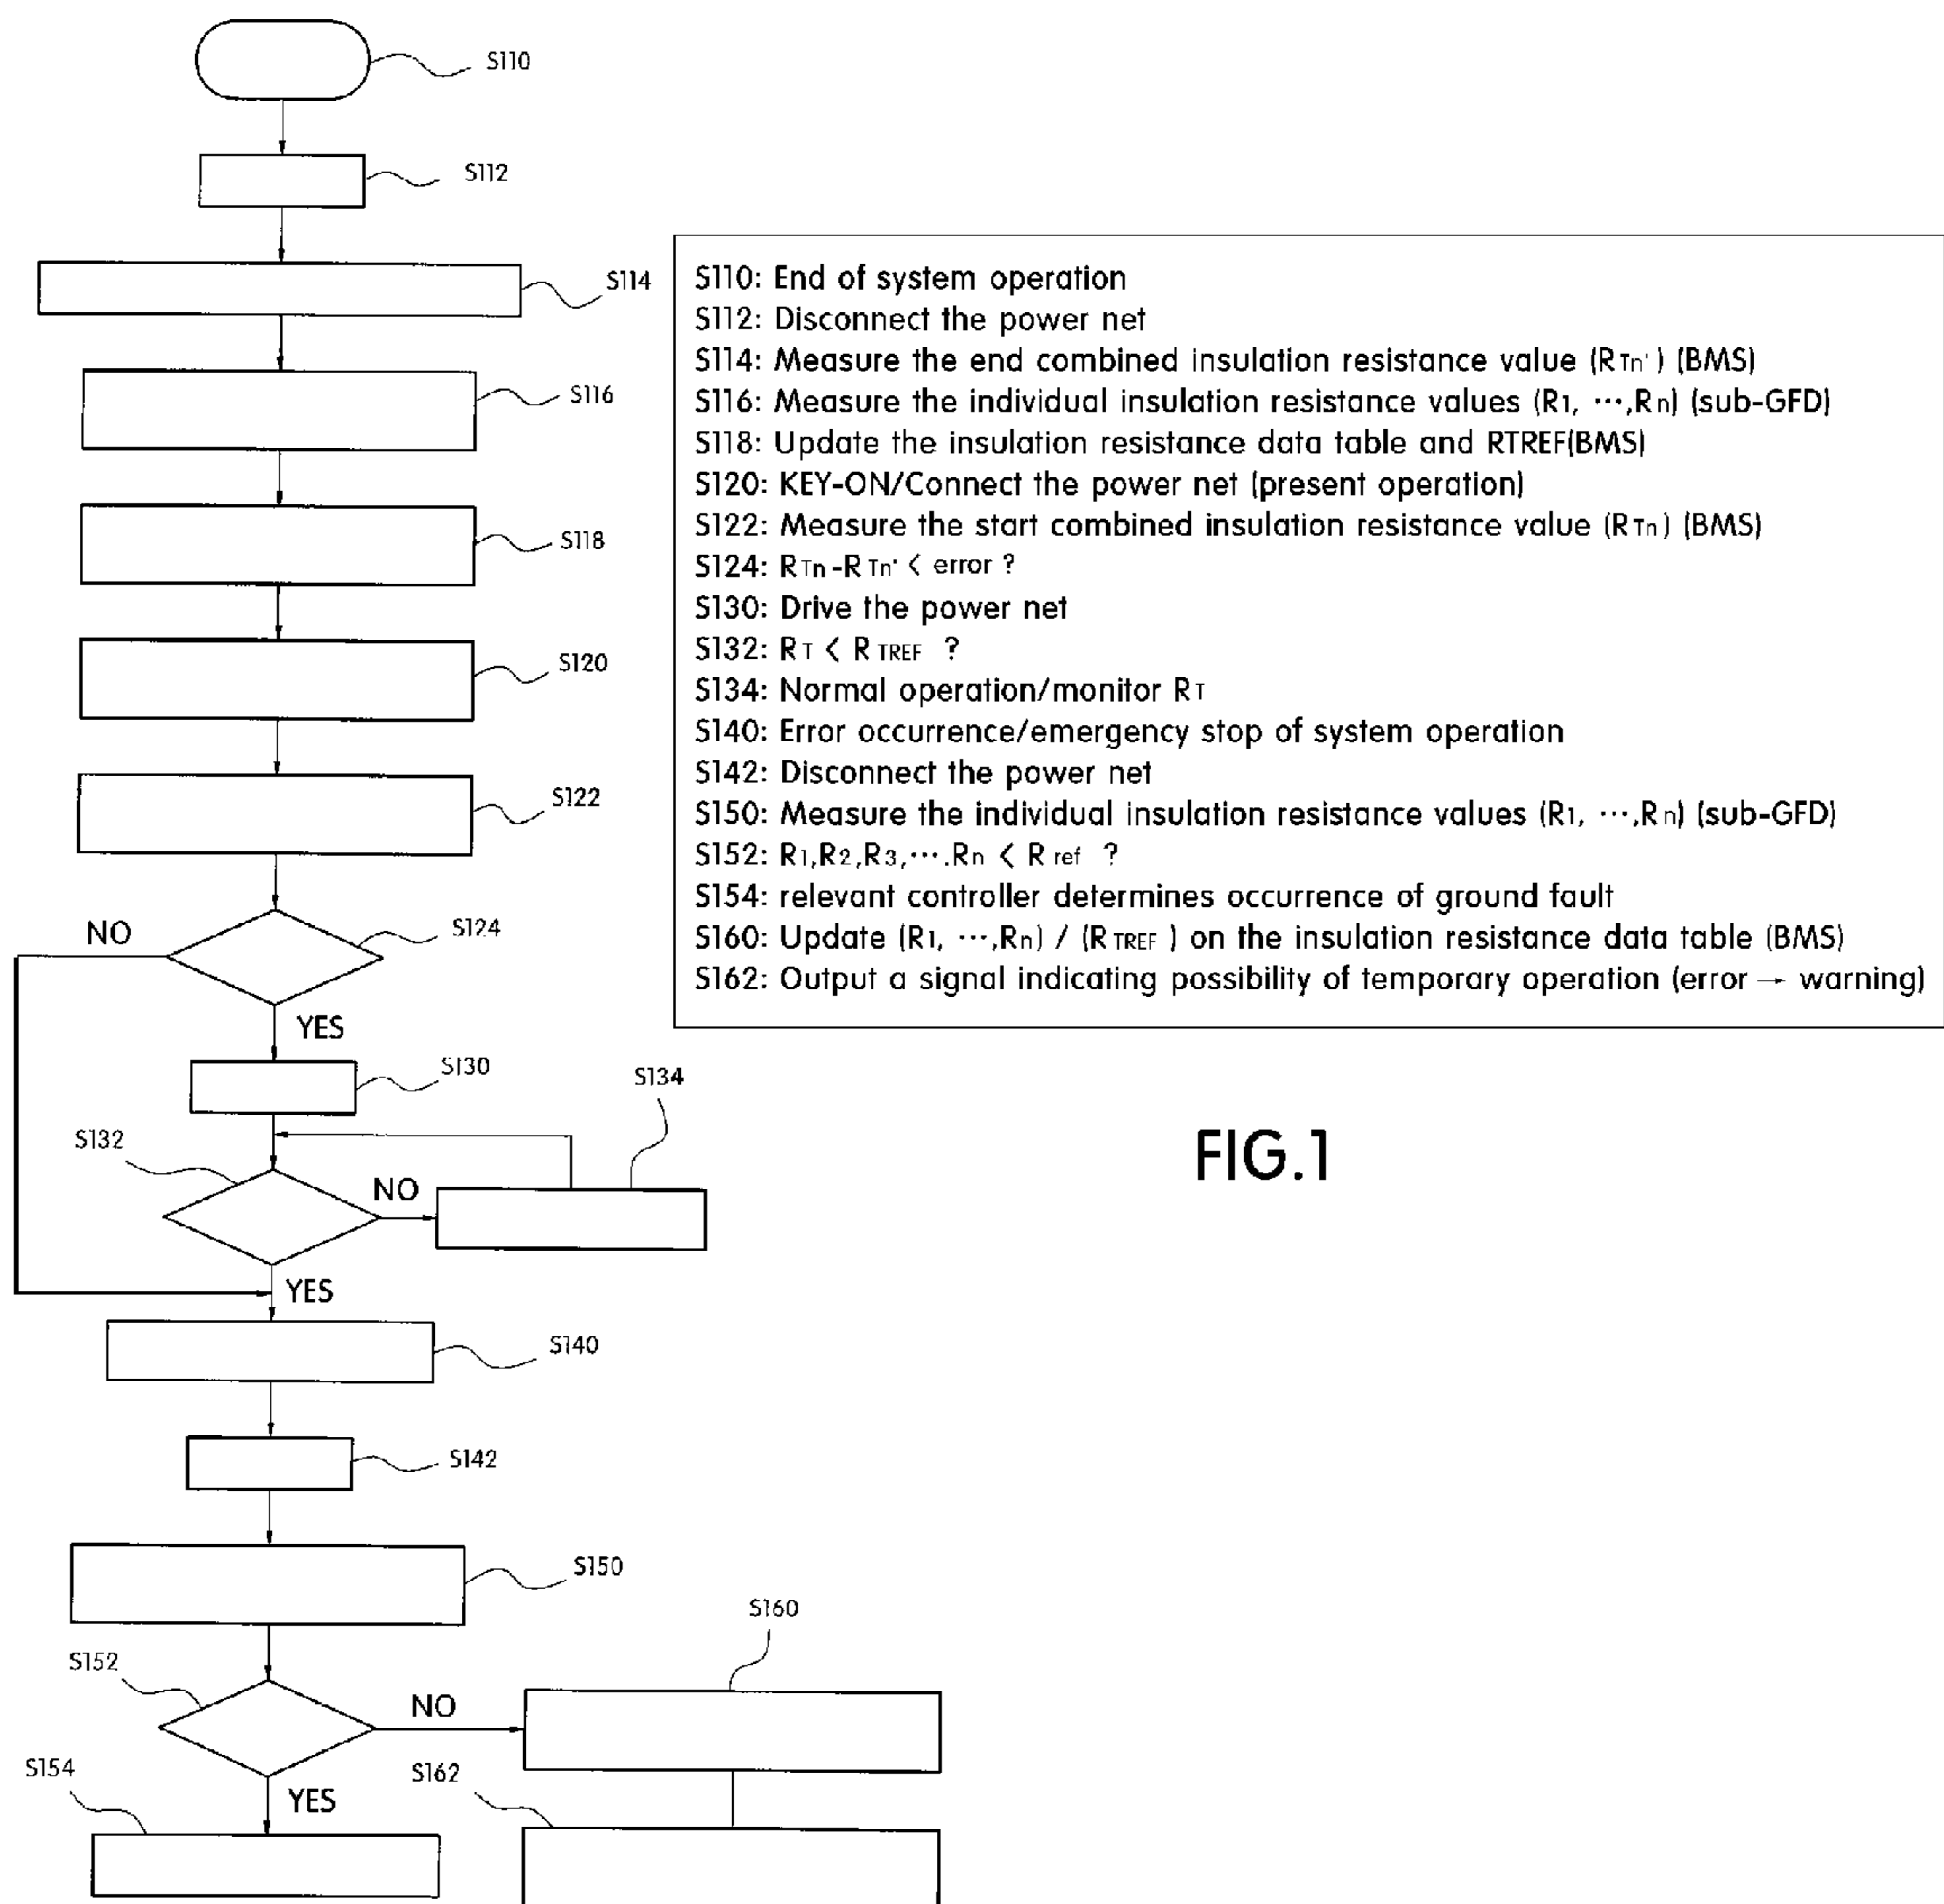 S110
S112
S114
S116
S118
S120
S122
S124
NO
YES
S130
S134
S132
NO
YES
S140
S142
S150
S160
S152
NO
S154
S162
YES
S110: End of system operation
S112: Disconnect the power net
S114: Measure the end combined insulation resistance value (RTn') (BMS)
S116: Measure the individual insulation resistance values (R1, ···,Rn) (sub-GFD)
S118: Update the insulation resistance data table and RTREF(BMS)
S120: KEY-ON/Connect the power net (present operation)
S122: Measure the start combined insulation resistance value (RTn) (BMS)
S124: RTn-RTn' < error ?
S130: Drive the power net
S132: RT < RTREF ?
S134: Normal operation/monitor RT
S140: Error occurrence/emergency stop of system operation
S142: Disconnect the power net
S150: Measure the individual insulation resistance values (R1, ···,Rn) (sub-GFD)
S152: R1,R2,R3,···.Rn < Rref ?
S154: relevant controller determines occurrence of ground fault
S160: Update (R1, ···,Rn) / (RTREF) on the insulation resistance data table (BMS)
S162: Output a signal indicating possibility of temporary operation (error → warning)
FIG.1